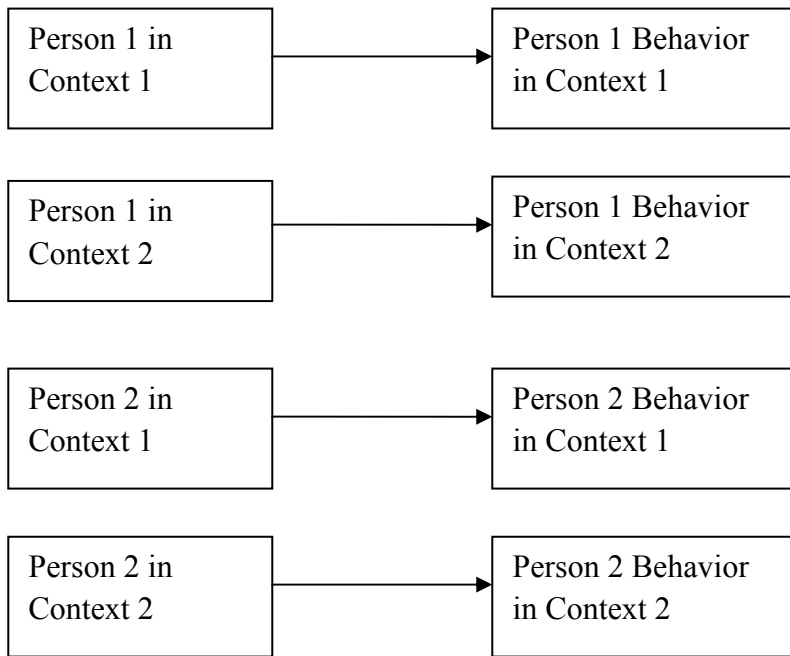 Person 1 in
Context 1
Person 1 Behavior
in Context 1
Person 1 in
Context 2
Person 1 Behavior
in Context 2
Person 2 in
Context 1
Person 2 Behavior
in Context 1
Person 2 in
Context 2
Person 2 Behavior
in Context 2